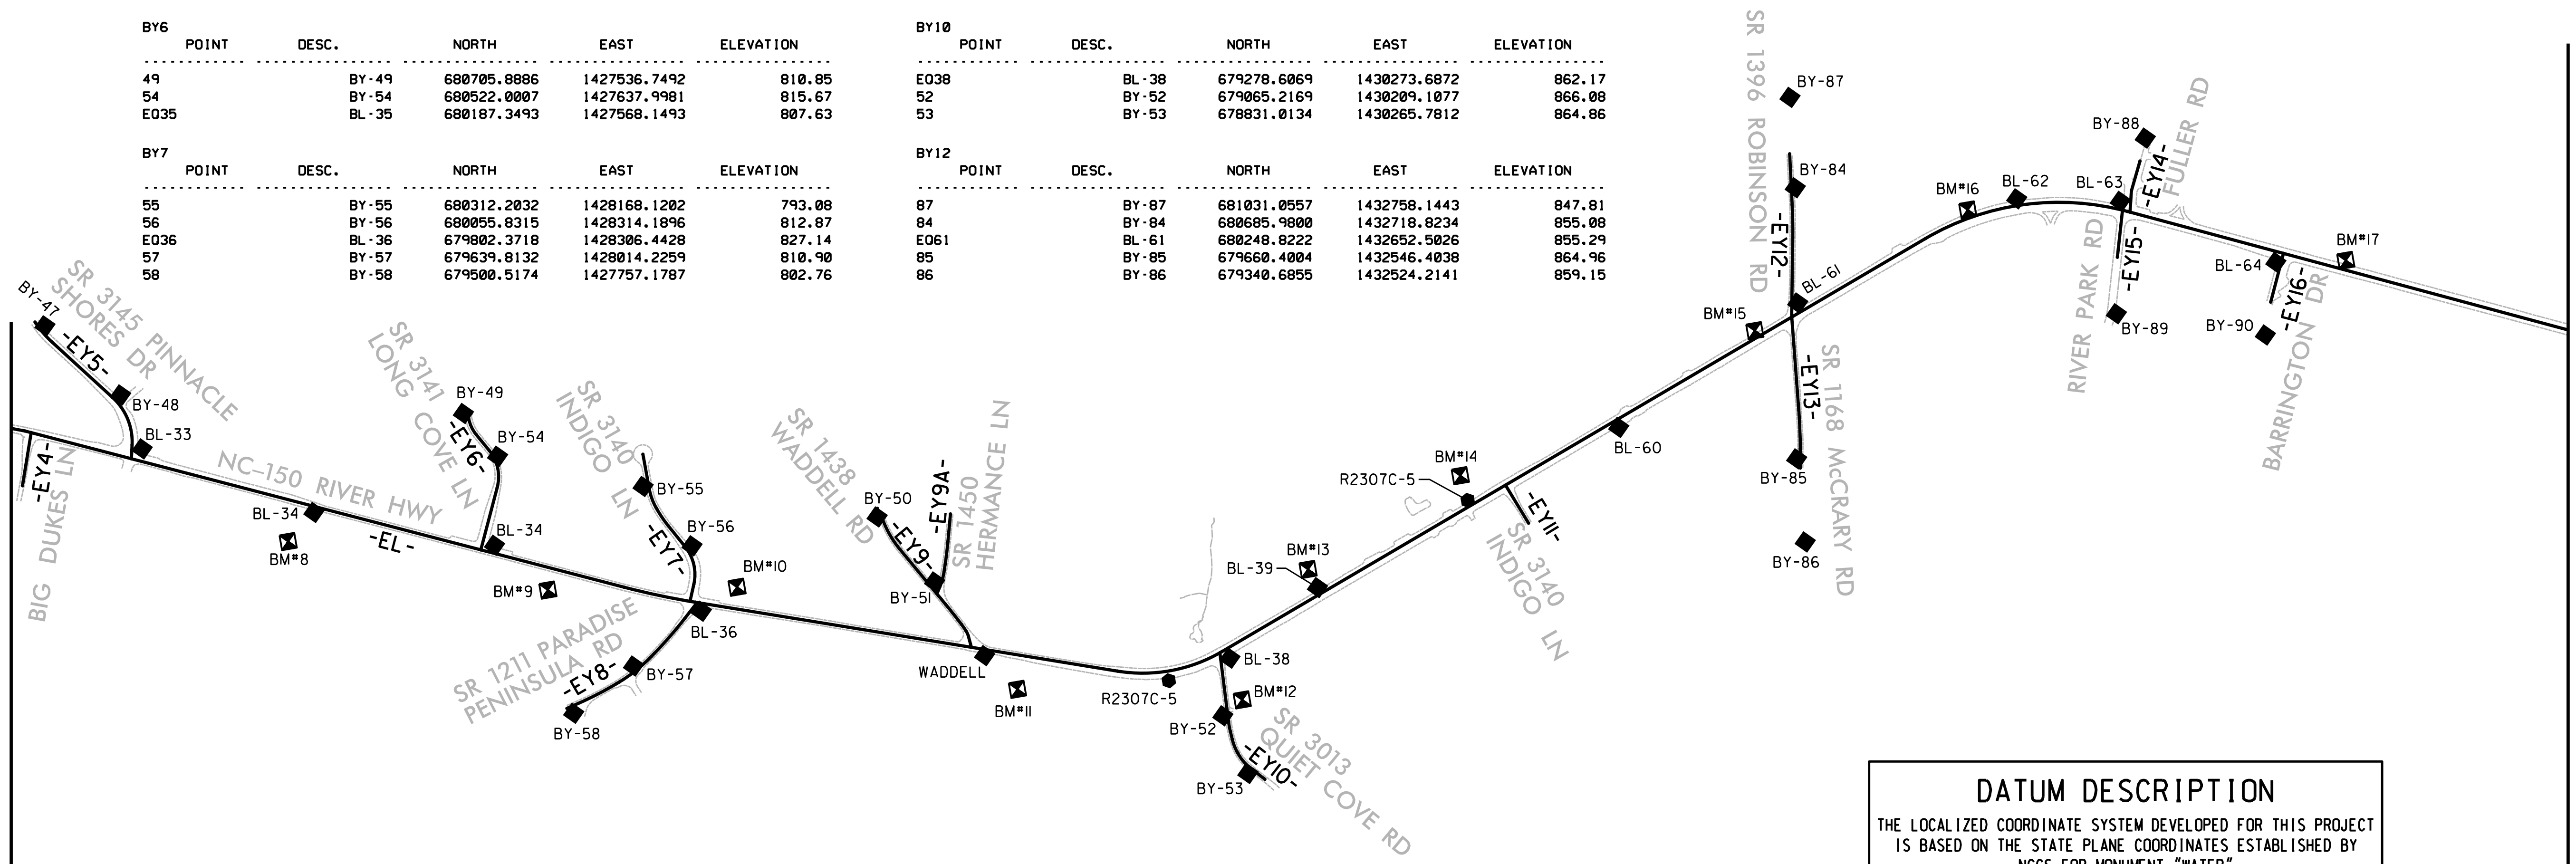 BY6
POINT DESC. NORTH EAST ELEVATION
49 BY-49 680705.8886 1427536.7492 810.85
54 BY-54 680522.0007 1427637.9981 815.67
EQ35 BL-35 680187.3493 1427568.1493 807.63
BY7
POINT DESC. NORTH EAST ELEVATION
55 BY-55 680312.2032 1428168.1202 793.08
56 BY-56 680055.8315 1428314.1896 812.87
EQ36 BL-36 679802.3718 1428306.4428 827.14
57 BY-57 679639.8132 1428014.2259 810.90
58 BY-58 679500.5174 1427757.1787 802.76
BY10
POINT DESC. NORTH EAST ELEVATION
EQ38 BL-38 679278.6069 1430273.6872 862.17
52 BY-52 679065.2169 1430209.1077 866.08
53 BY-53 678831.0134 1430265.7812 864.86
BY12
POINT DESC. NORTH EAST ELEVATION
87 BY-87 681031.0557 1432758.1443 847.81
84 BY-84 680685.9800 1432718.8234 855.08
EQ61 BL-61 680248.8222 1432652.5026 855.29
85 BY-85 679660.4004 1432546.4038 864.96
86 BY-86 679340.6855 1432524.2141 859.15
BY-47
SR 3145 PINNACLE
SHORES DR
-EY5-
BY-48
BL-33
-EY4-
BIG DUKES LN
NC-150 RIVER HWY
BL-34
BM#8
-EL-
SR 3141
LONG COVE LN
BY-49
-EY6-
BY-54
BL-34
BM#9
SR 3140
INDIGO LN
BY-55
BY-56
-EY7-
BM#10
BL-36
SR 1211 PARADISE
PENINSULA RD
-EY8-
BY-57
BY-58
SR 1438
WADDELL RD
BY-50
-EY9-
-EY9A-
SR 1450
HERMANCE LN
BY-51
WADDELL
BM#11
R2307C-5
BL-38
BM#12
BY-52
-EY10-
BY-53
SR 3013
QUIET COVE RD
BM#13
BL-39
R2307C-5
BM#14
-EY11-
SR 3140
INDIGO LN
BL-60
BM#15
SR 1396 ROBINSON RD
BY-87
BY-84
-EY12-
BL-61
-EY13-
SR 1168 McCRARY RD
BY-85
BY-86
BM#16
BL-62
BL-63
BY-88
-EY14-
FULLER RD
RIVER PARK RD
-EY15-
BY-89
BL-64
-EY16-
BY-90
BARRINGTON DR
BM#17
DATUM DESCRIPTION
THE LOCALIZED COORDINATE SYSTEM DEVELOPED FOR THIS PROJECT
IS BASED ON THE STATE PLANE COORDINATES ESTABLISHED BY
NCGS FOR MONUMENT "WATER"